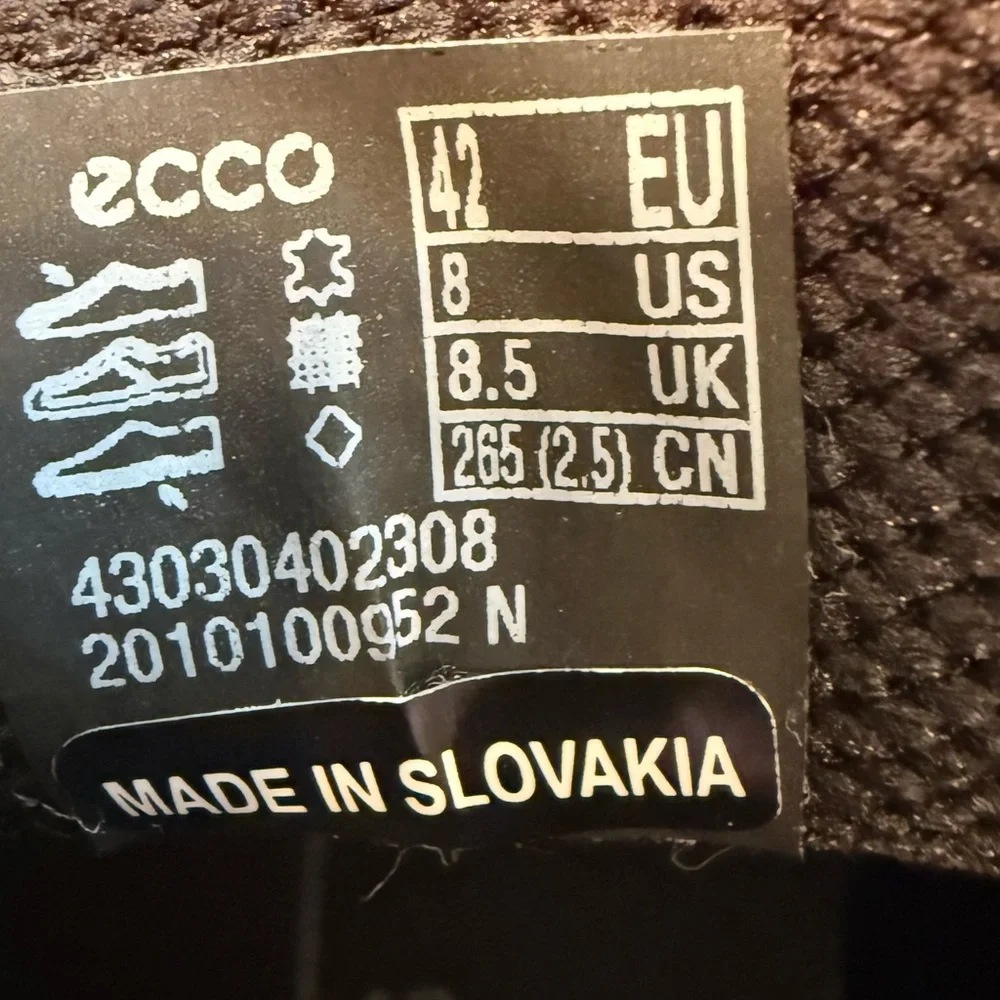 ecco
42 EU
8 US
8.5 UK
265 (2.5) CN
43030402308
2010100952 N
MADE IN SLOVAKIA